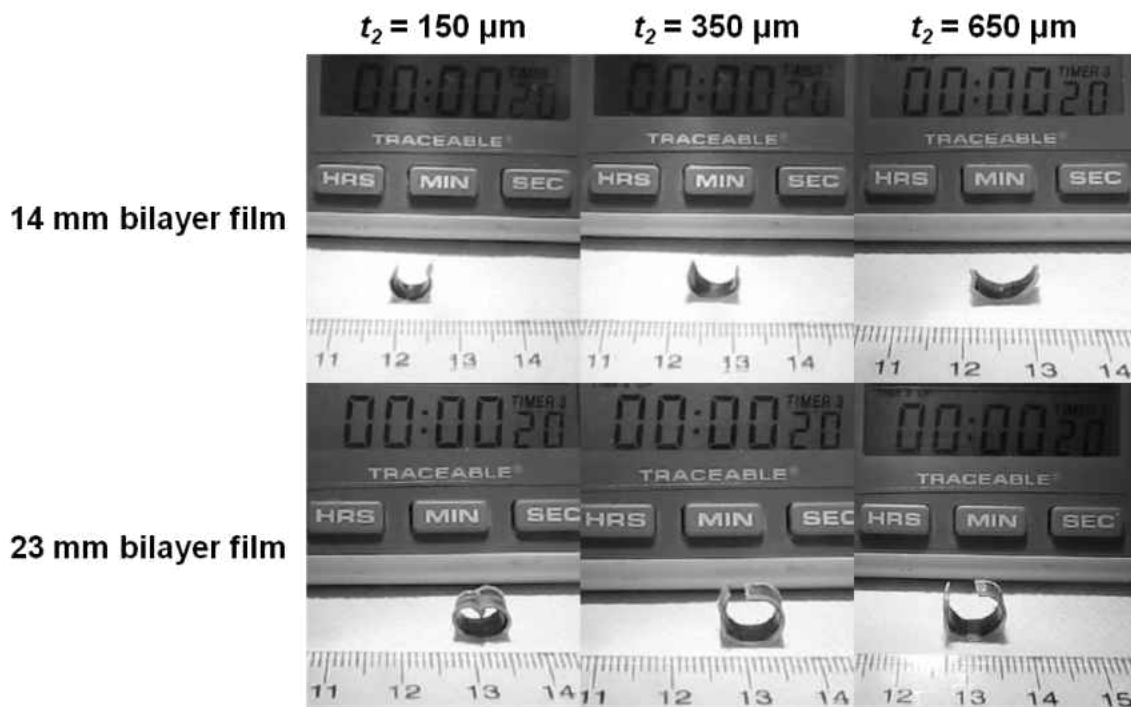 t₂ = 150 µm t₂ = 350 µm t₂ = 650 µm
14 mm bilayer film
00:00 20
TRACEABLE®
HRS MIN SEC
11 12 13 14
00:00 20
TRACEABLE®
HRS MIN SEC
11 12 13 14
TIMER 3
00:00 20
TRACEABLE®
HRS MIN SEC
11 12 13 14
23 mm bilayer film
TIMER 3
00:00 20
TRACEABLE®
HRS MIN SEC
11 12 13 14
TIMER 3
00:00 20
TRACEABLE®
HRS MIN SEC
11 12 13 14
00:00 20
TRACEABLE®
HRS MIN SEC
12 13 14 15